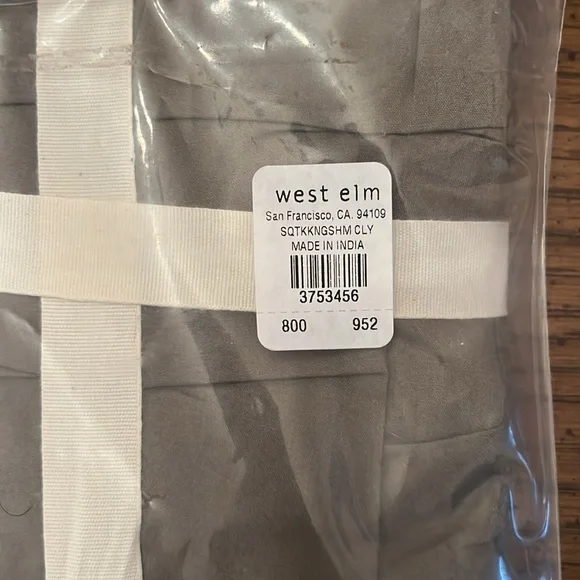 west elm
San Francisco, CA. 94109
SQTKKNGSHM CLY
MADE IN INDIA
3753456
800 952